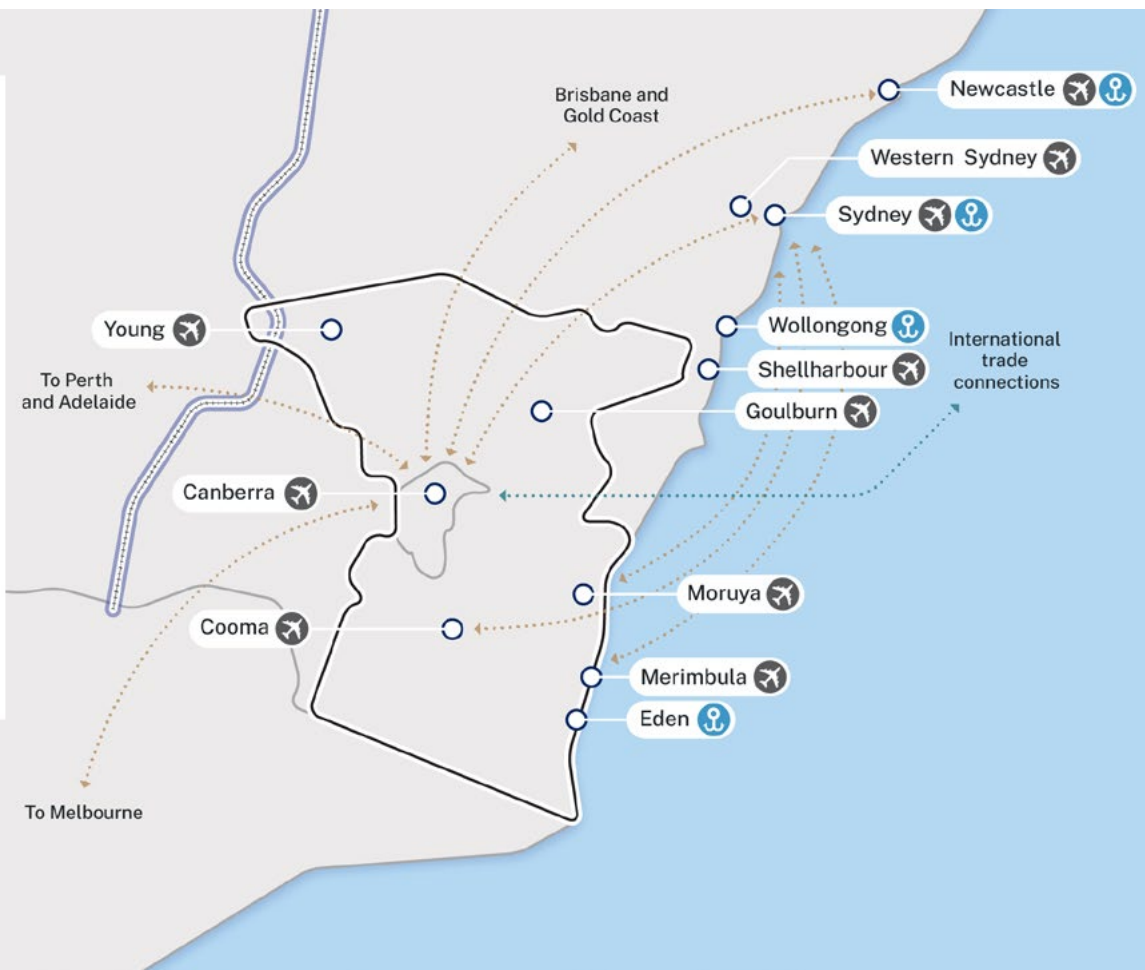 Newcastle
Brisbane and
Gold Coast
Western Sydney
Sydney
Young
Wollongong
International
trade
connections
Shellharbour
To Perth
and Adelaide
Goulburn
Canberra
Moruya
Cooma
Merimbula
Eden
To Melbourne